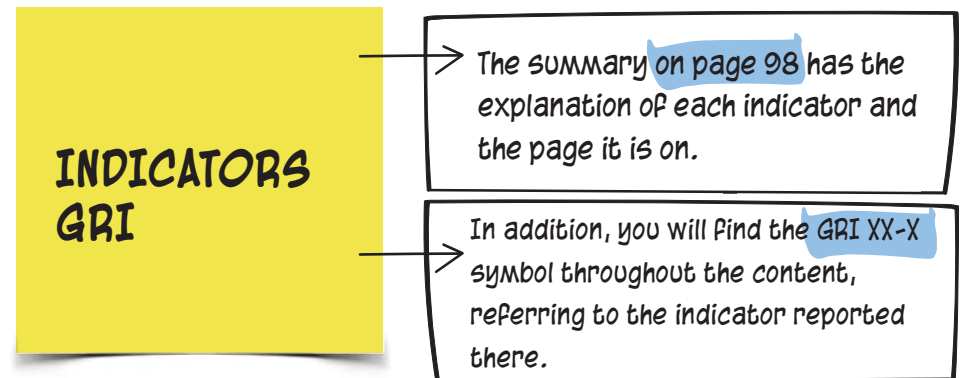 INDICATORS
GRI
The summary on page 98 has the
explanation of each indicator and
the page it is on.
In addition, you will find the GRI XX-X
symbol throughout the content,
referring to the indicator reported
there.